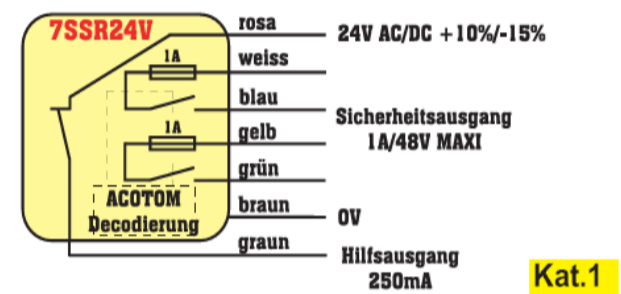 7SSR24V
rosa
24V AC/DC +10%/-15%
1A
weiss
blau
Sicherheitsausgang
1A/48V MAXI
1A
gelb
grün
ACOTOM
Decodierung
braun
0V
graun
Hilfsausgang
250mA
Kat.1